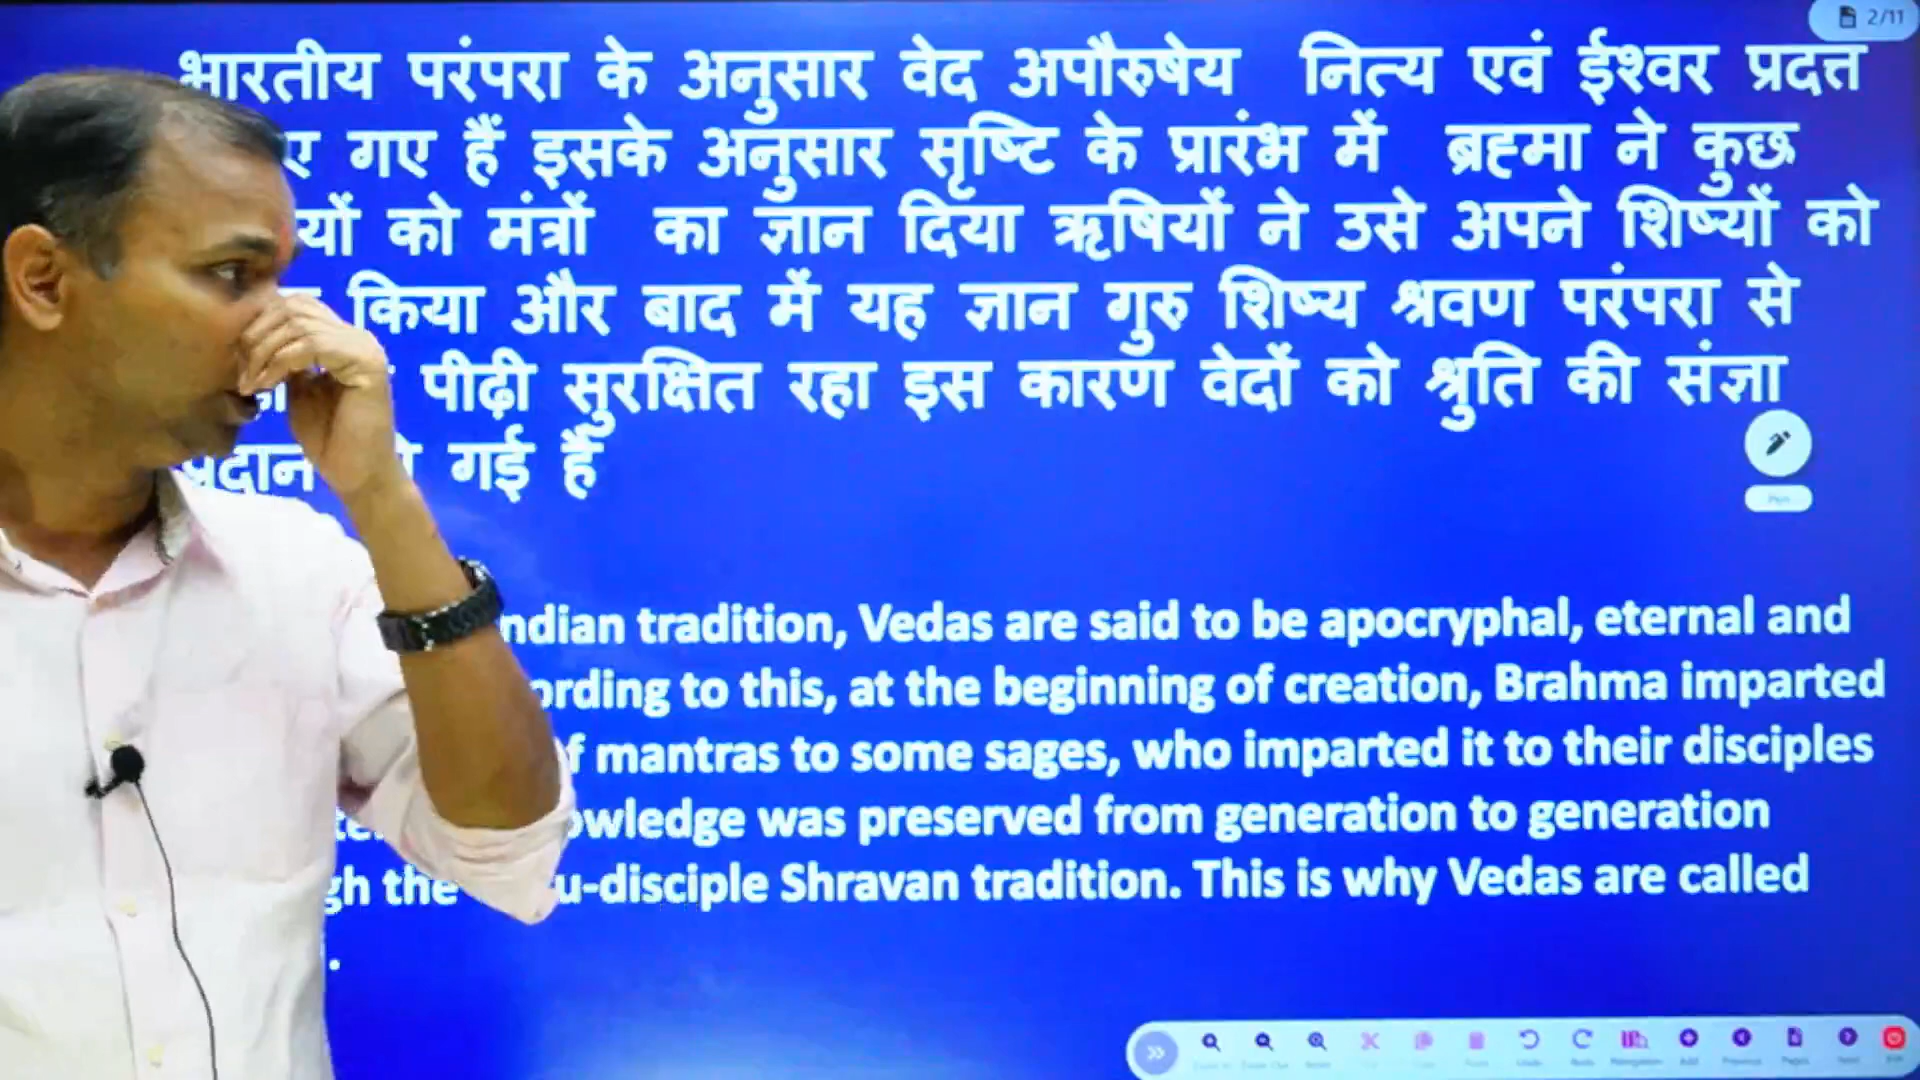 2/11
भारतीय परंपरा के अनुसार वेद अपौरुषेय नित्य एवं ईश्वर प्रदत्त
गए हैं इसके अनुसार सृष्टि के प्रारंभ में ब्रह्मा ने कुछ
को मंत्रों का ज्ञान दिया ऋषियों ने उसे अपने शिष्यों को
किया और बाद में यह ज्ञान गुरु शिष्य श्रवण परंपरा से
पीढ़ी सुरक्षित रहा इस कारण वेदों को श्रुति की संज्ञा
प्रदान गई हैं
Pen
ndian tradition, Vedas are said to be apocryphal, eternal and
ording to this, at the beginning of creation, Brahma imparted
f mantras to some sages, who imparted it to their disciples
owledge was preserved from generation to generation
gh the u-disciple Shravan tradition. This is why Vedas are called
.